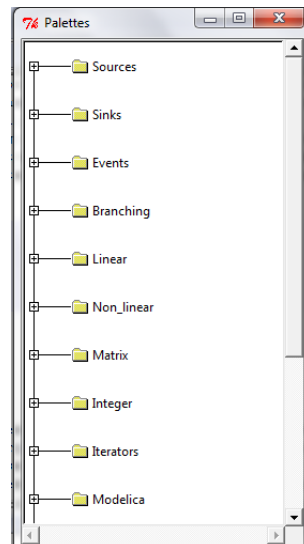 Palettes
Sources
Sinks
Events
Branching
Linear
Non_linear
Matrix
Integer
Iterators
Modelica